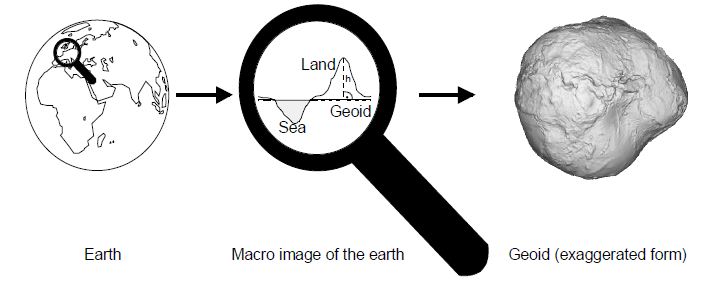 Land
h
Geoid
Sea
Earth
Macro image of the earth
Geoid (exaggerated form)